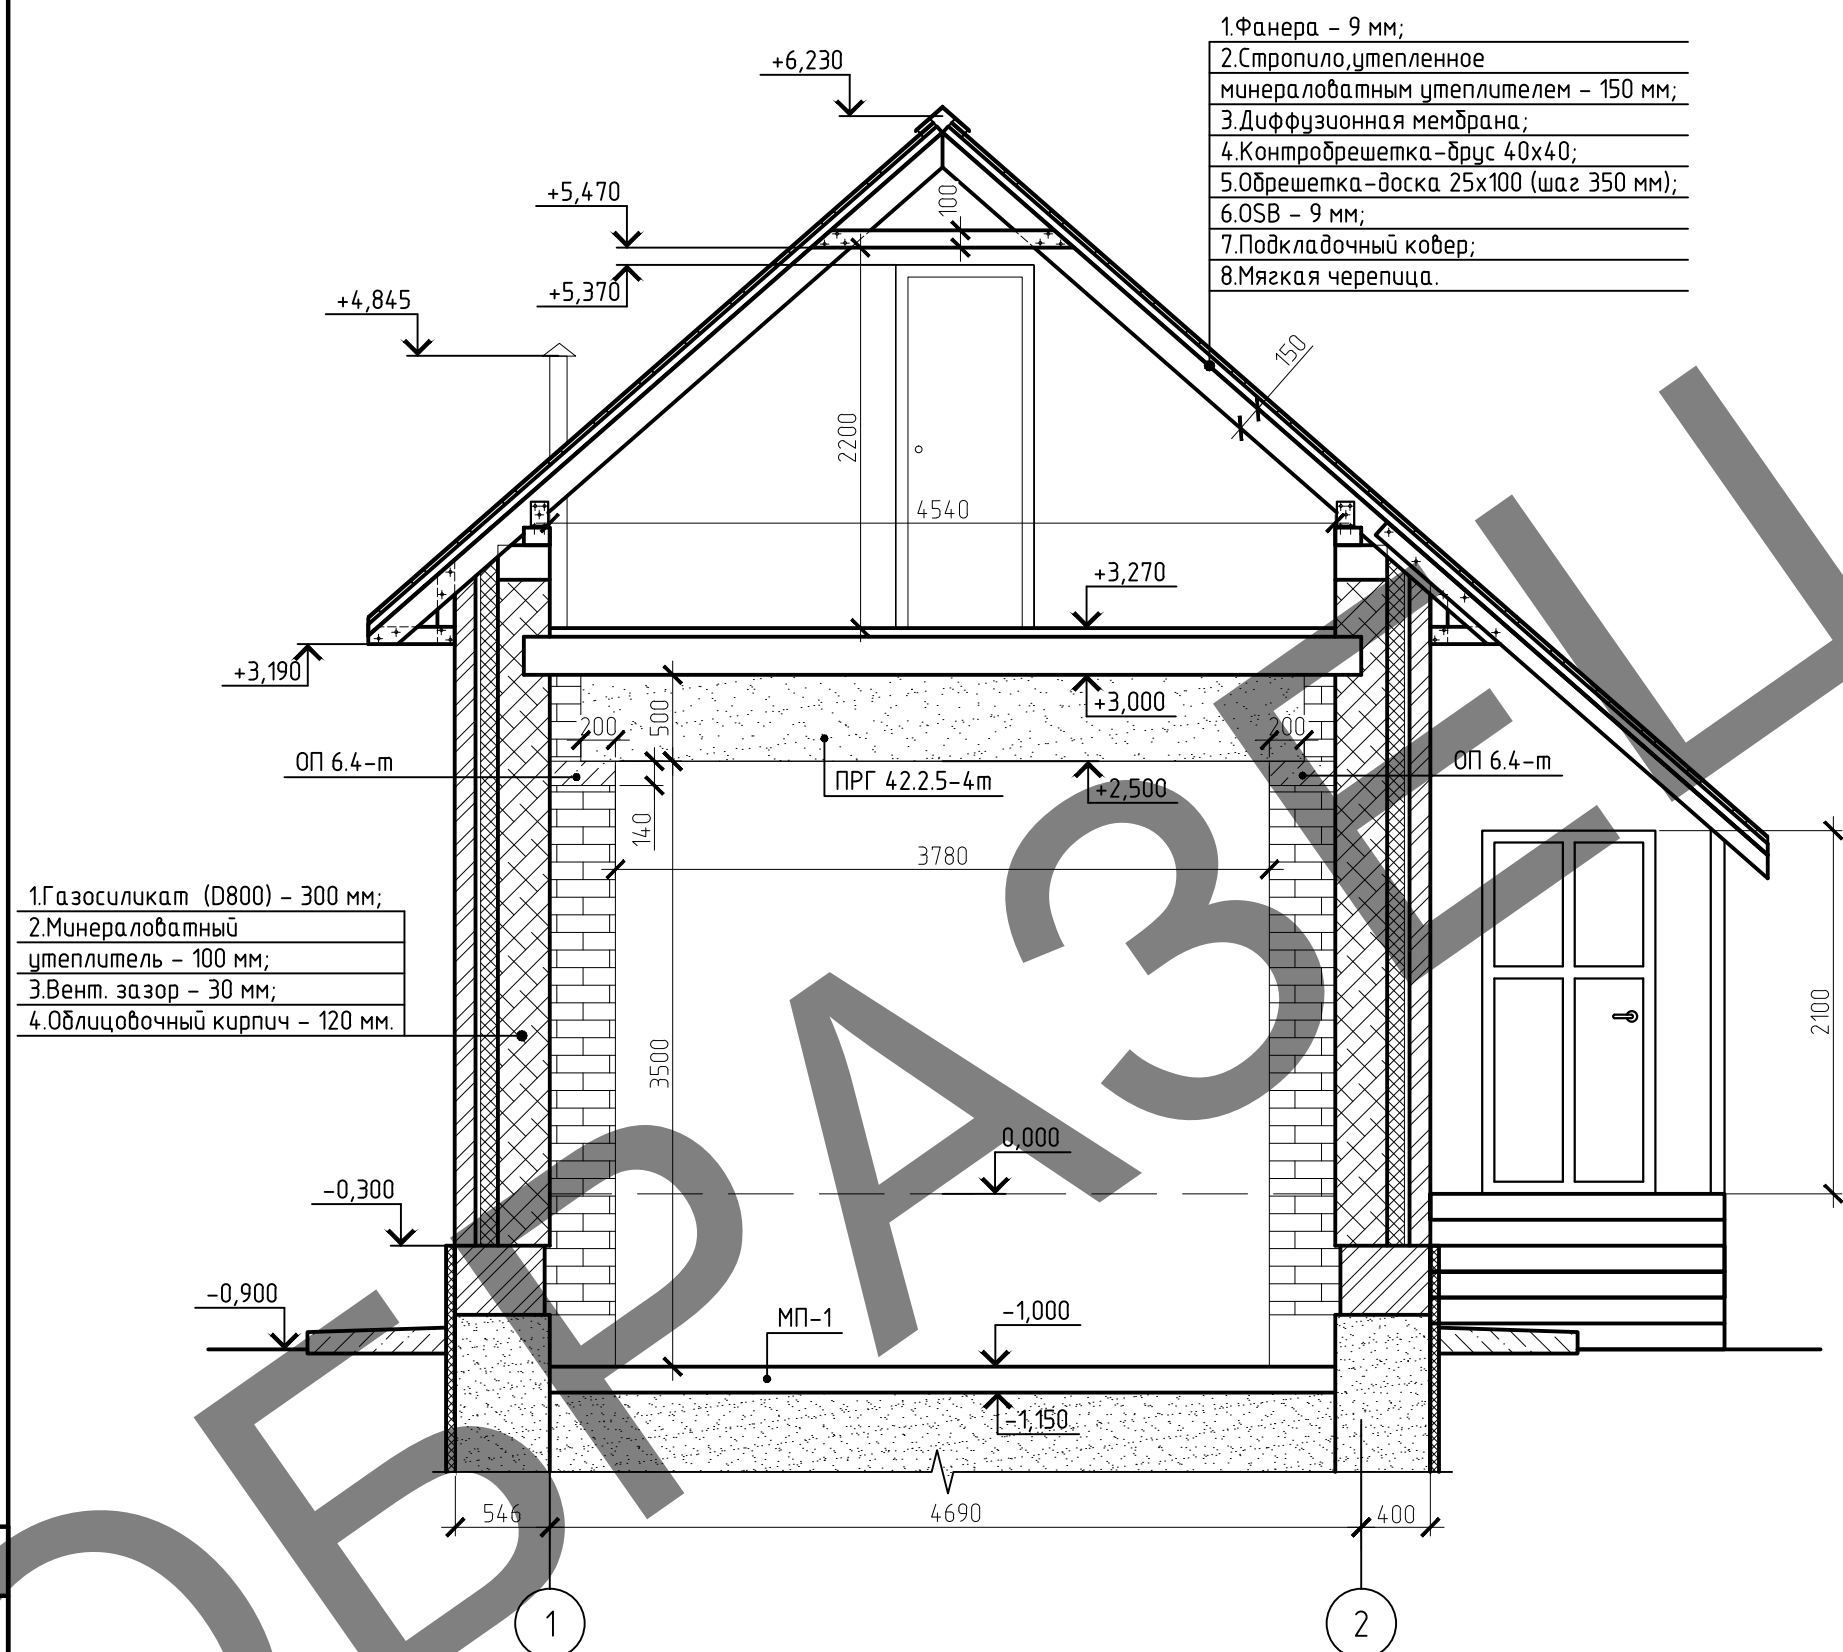 1.Фанера – 9 мм;
2.Стропило,утепленное
минераловатным утеплителем – 150 мм;
3.Диффузионная мембрана;
4.Контробрешетка-брус 40х40;
5.Обрешетка-доска 25х100 (шаг 350 мм);
6.OSB – 9 мм;
7.Подкладочный ковер;
8.Мягкая черепица.
+6,230
+5,470
100
+5,370
+4,845
150
2200
4540
+3,270
+3,190
+3,000
200
500
200
ОП 6.4-т
ПРГ 42.2.5-4т
+2,500
ОП 6.4-т
140
3780
1.Газосиликат (D800) – 300 мм;
2.Минераловатный
утеплитель – 100 мм;
3.Вент. зазор – 30 мм;
4.Облицовочный кирпич – 120 мм.
2100
3500
0,000
-0,300
-0,900
МП-1
-1,000
-1,150
546
4690
400
1
2
ОБРАЗЕЦ